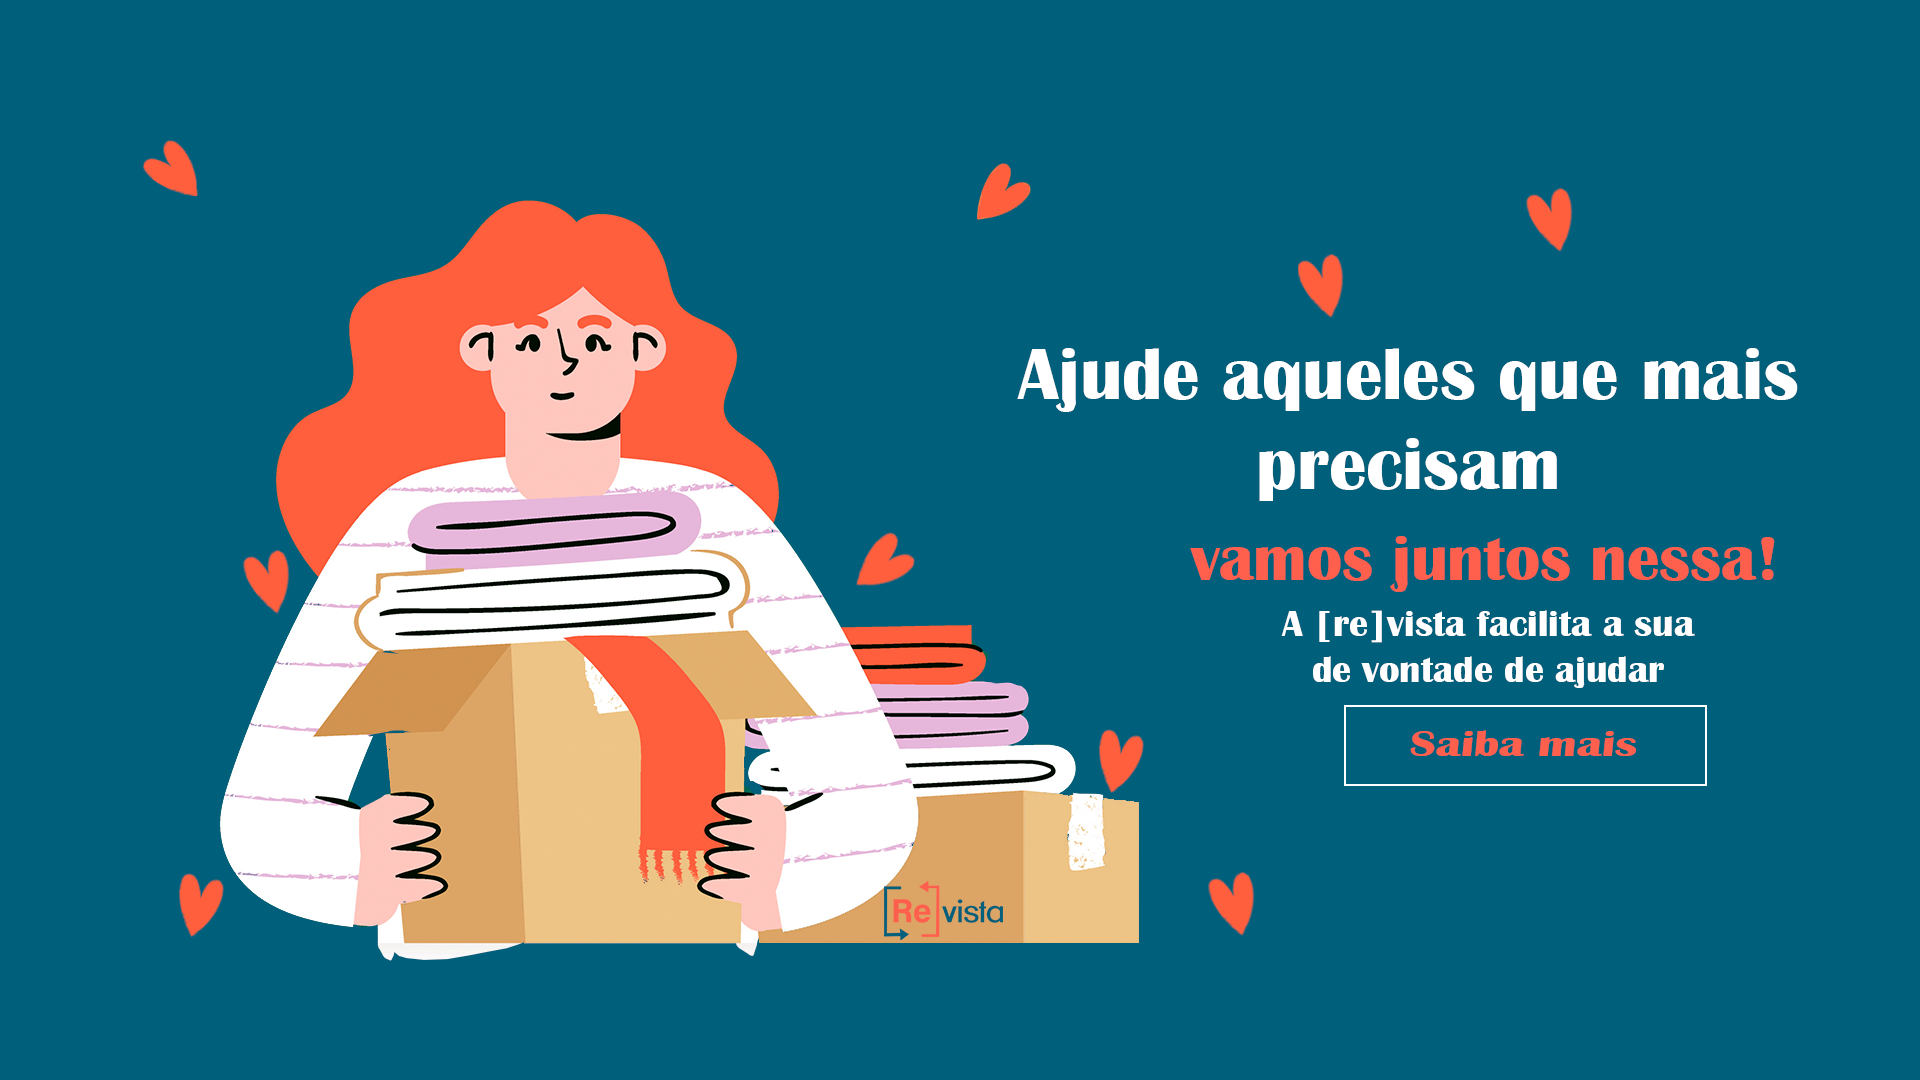 Ajude aqueles que mais
precisam
vamos juntos nessa!
A [re]vista facilita a sua
de vontade de ajudar
Saiba mais
[Re]vista